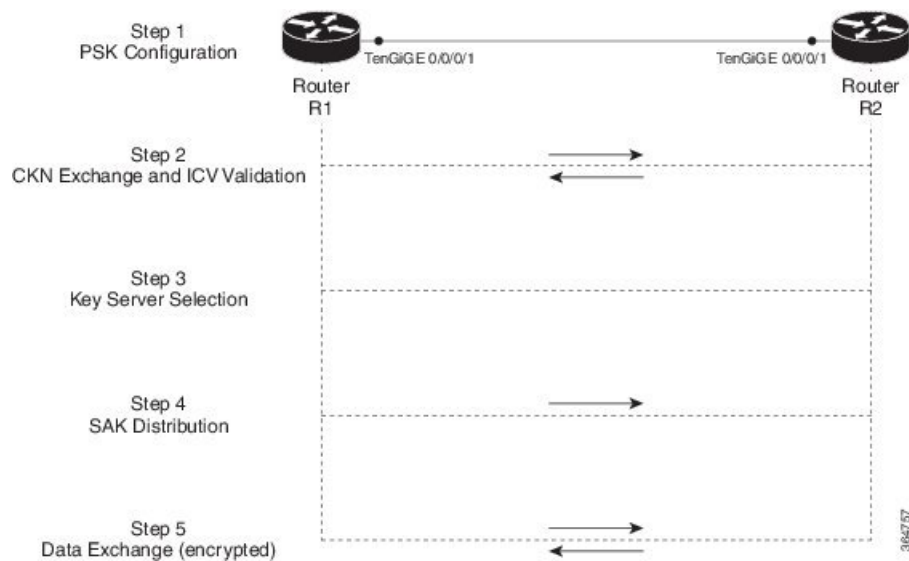 Step 1
PSK Configuration
TenGiGE 0/0/0/1
TenGiGE 0/0/0/1
Router
R1
Router
R2
Step 2
CKN Exchange and ICV Validation
Step 3
Key Server Selection
Step 4
SAK Distribution
Step 5
Data Exchange (encrypted)
364757